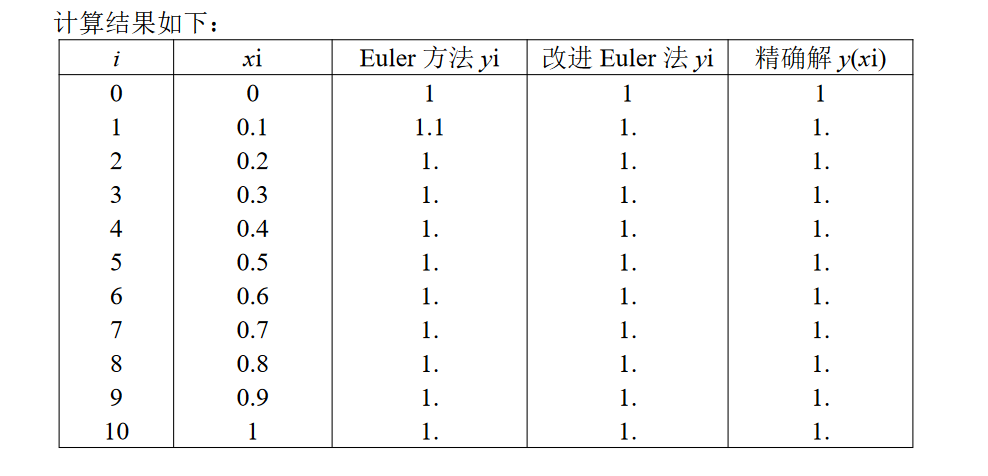 计算结果如下：
i xi Euler 方法 yi 改进 Euler 法 yi 精确解 y(xi)
0 0 1 1 1
1 0.1 1.1 1. 1.
2 0.2 1. 1. 1.
3 0.3 1. 1. 1.
4 0.4 1. 1. 1.
5 0.5 1. 1. 1.
6 0.6 1. 1. 1.
7 0.7 1. 1. 1.
8 0.8 1. 1. 1.
9 0.9 1. 1. 1.
10 1 1. 1. 1.